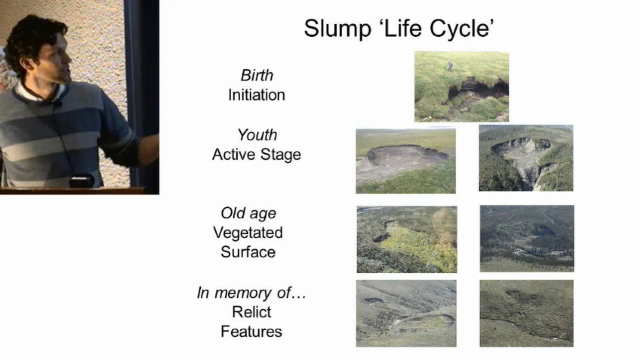 Slump 'Life Cycle'
Birth
Initiation
Youth
Active Stage
Old age
Vegetated
Surface
In memory of...
Relict
Features